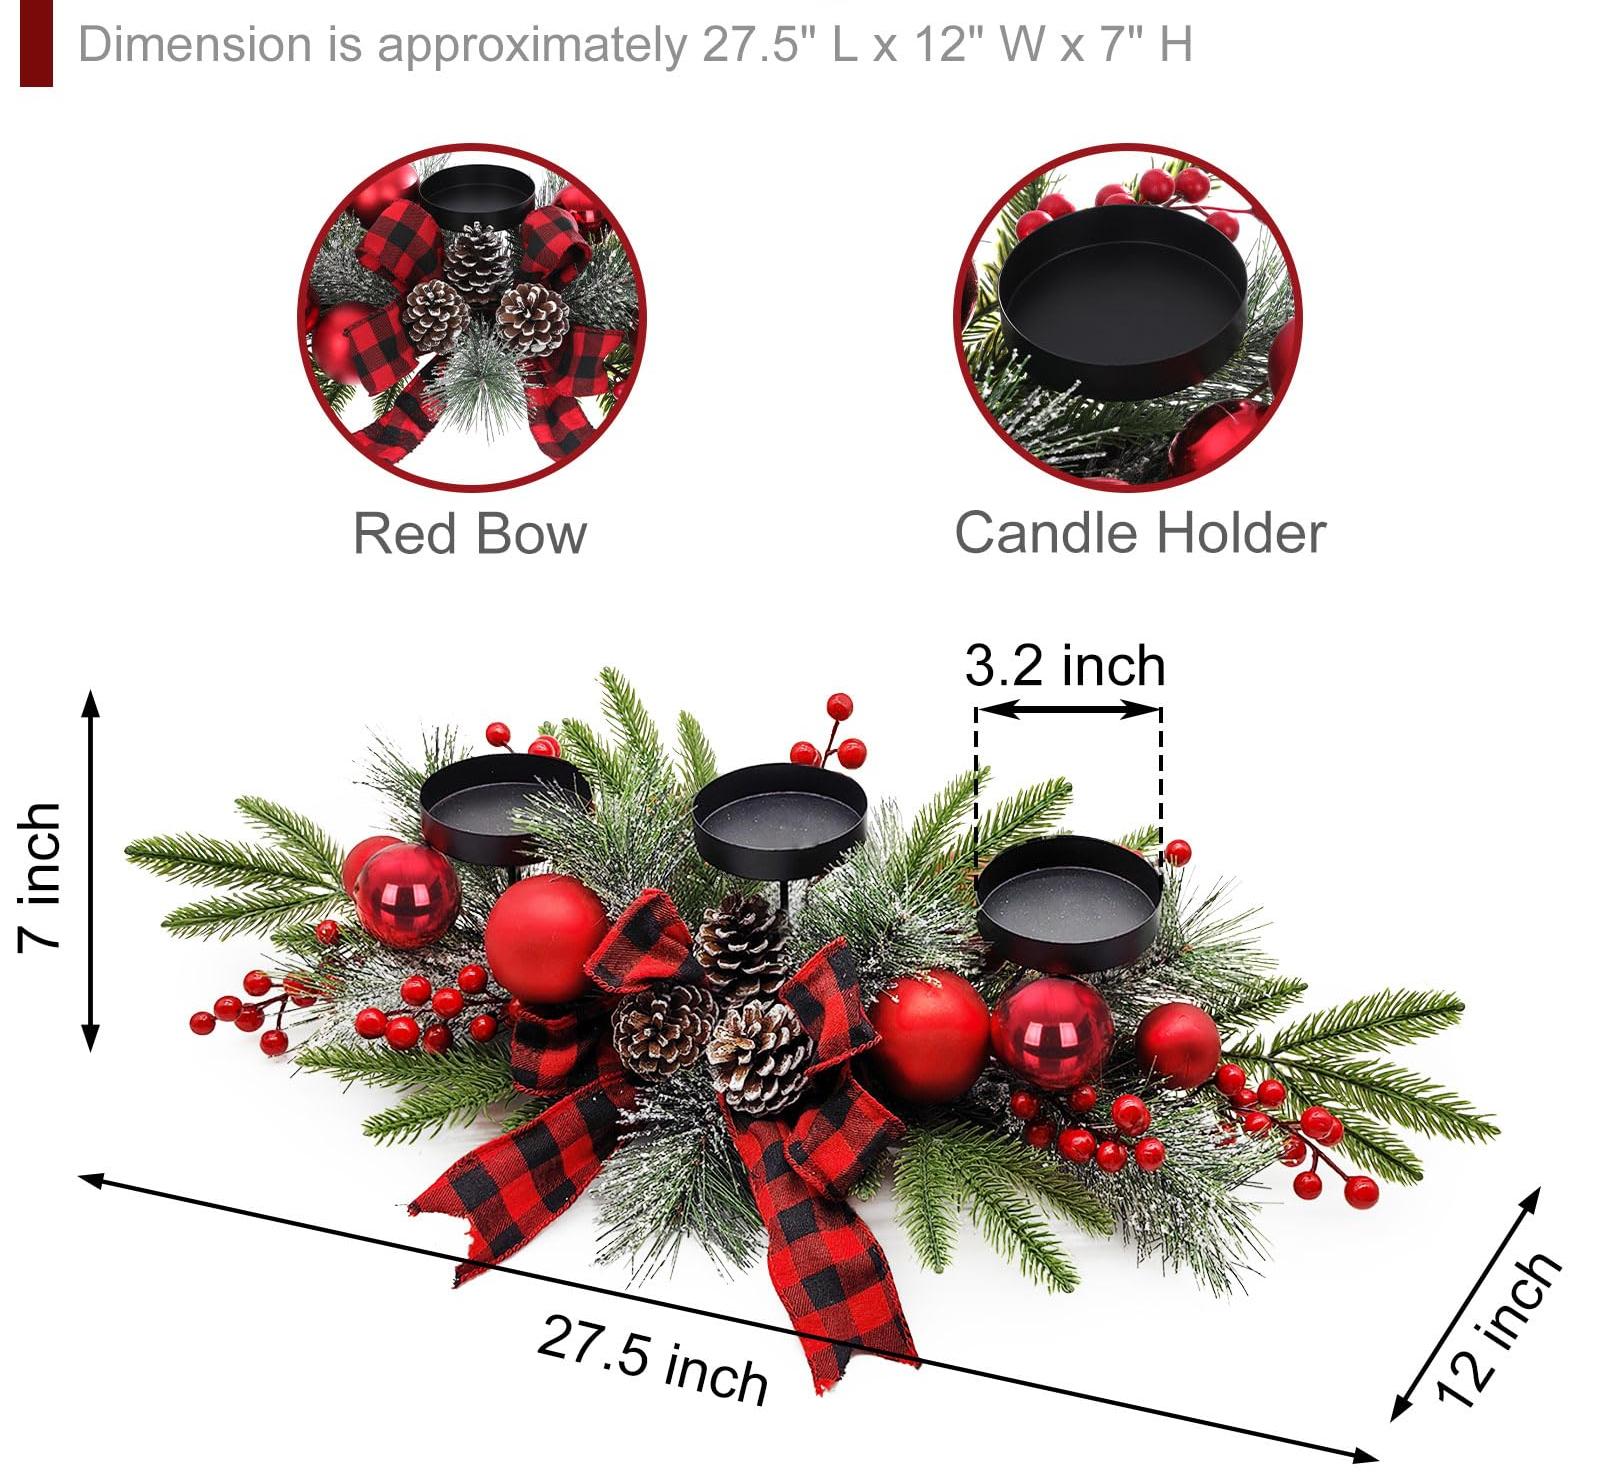 Dimension is approximately 27.5" L x 12" W x 7" H
Red Bow
Candle Holder
3.2 inch
7 inch
27.5 inch
12 inch